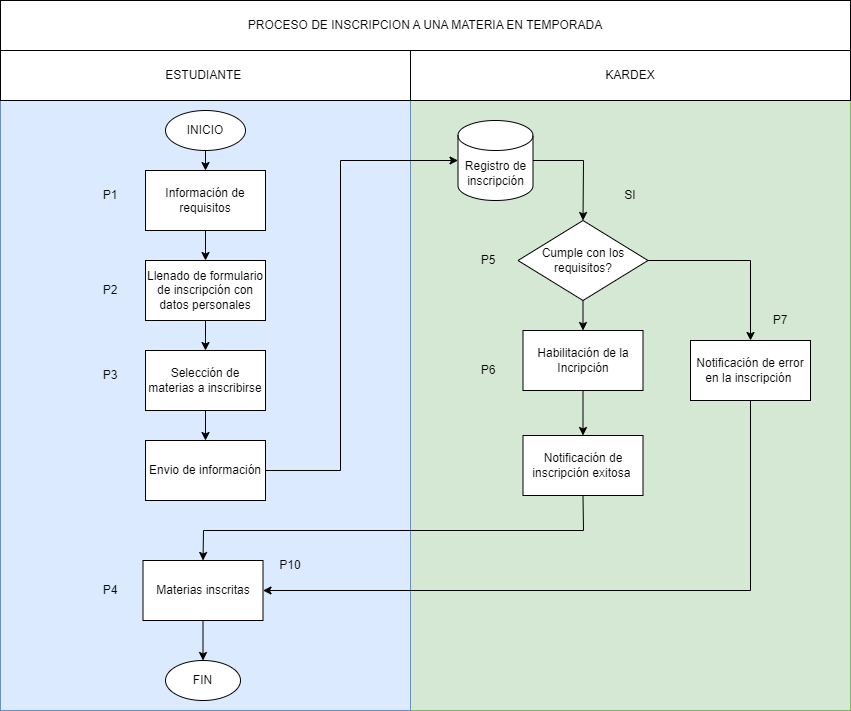 PROCESO DE INSCRIPCION A UNA MATERIA EN TEMPORADA
ESTUDIANTE
KARDEX
INICIO
P1
Información de
requisitos
P2
Llenado de formulario
de inscripción con
datos personales
P3
Selección de
materias a inscribirse
Envio de información
P10
P4
Materias inscritas
FIN
Registro de
inscripción
SI
P5
Cumple con los
requisitos?
P7
P6
Habilitación de la
Incripción
Notificación de error
en la inscripción
Notificación de
inscripción exitosa